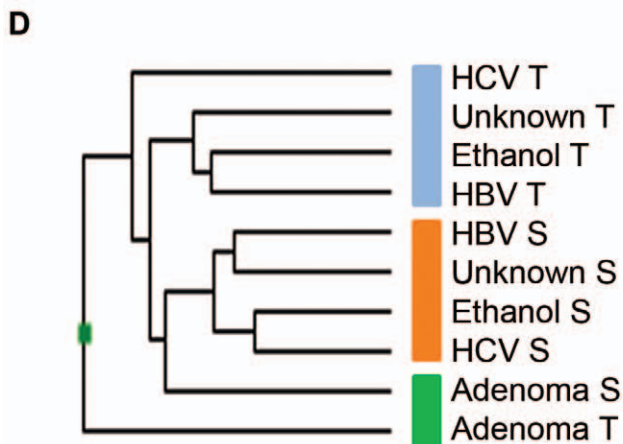 D
HCV T
Unknown T
Ethanol T
HBV T
HBV S
Unknown S
Ethanol S
HCV S
Adenoma S
Adenoma T